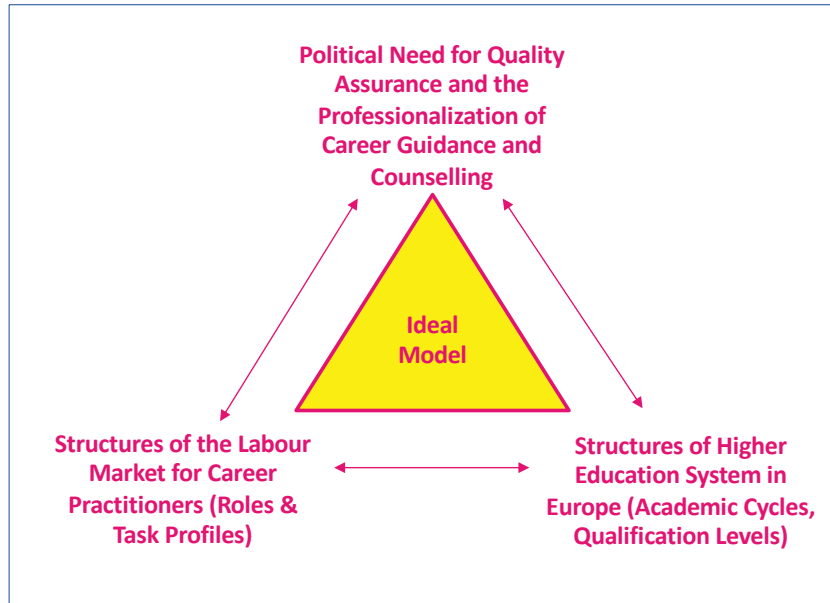 Political Need for Quality
Assurance and the
Professionalization of
Career Guidance and
Counselling
Ideal
Model
Structures of the Labour
Market for Career
Practitioners (Roles &
Task Profiles)
Structures of Higher
Education System in
Europe (Academic Cycles,
Qualification Levels)